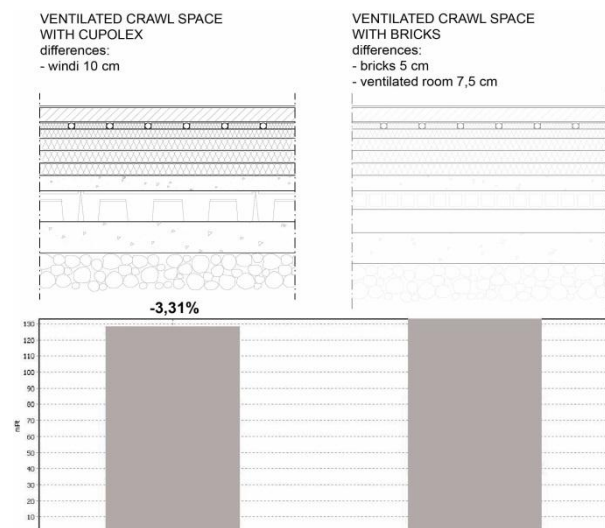 VENTILATED CRAWL SPACE
WITH CUPOLEX
differences:
- windi 10 cm
VENTILATED CRAWL SPACE
WITH BRICKS
differences:
- bricks 5 cm
- ventilated room 7,5 cm
-3,31%
130
120
110
100
90
80
70
60
50
40
30
20
10
mPt